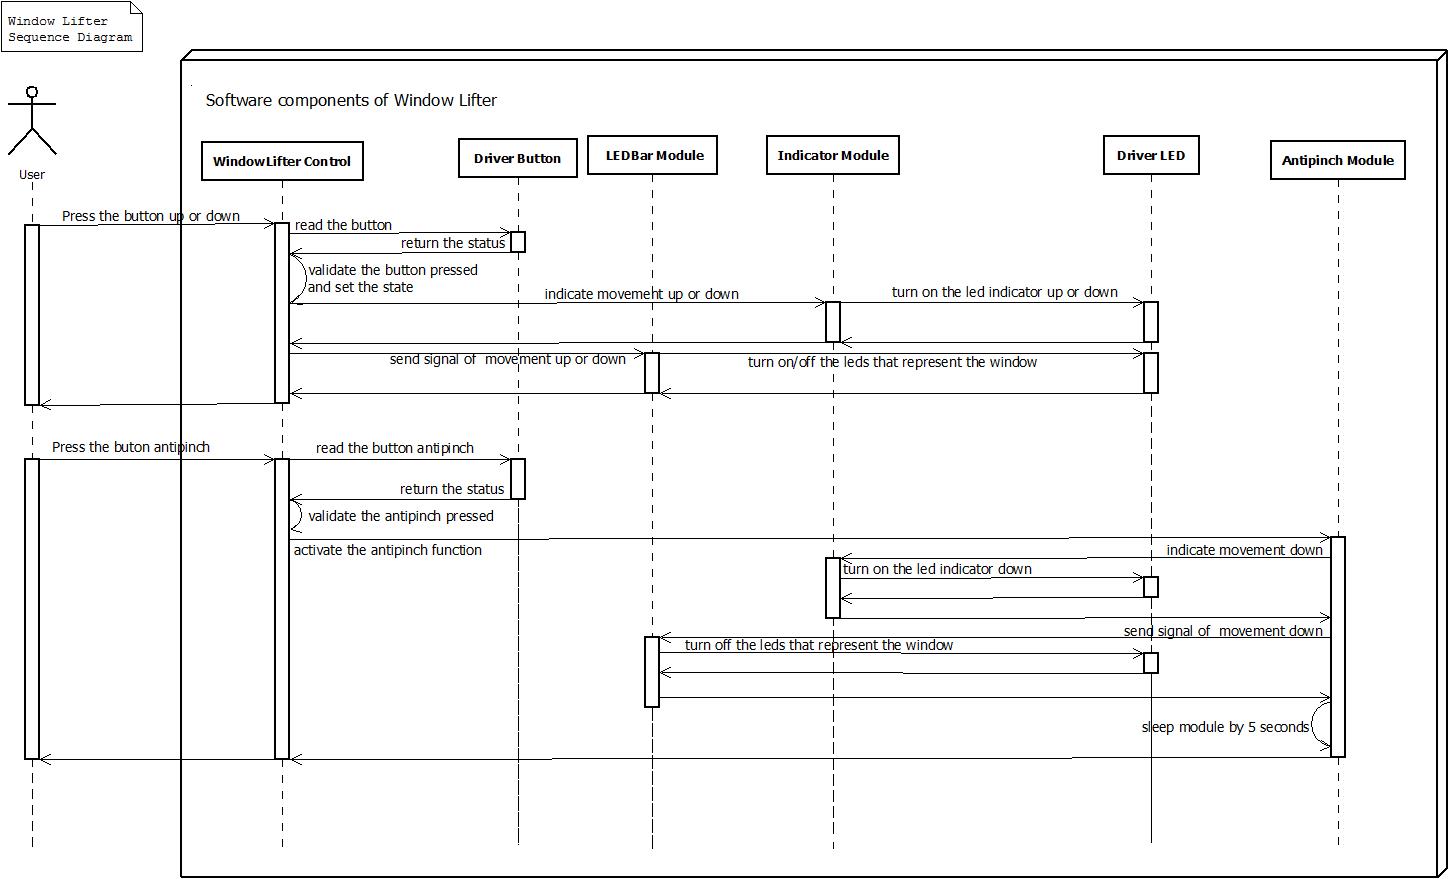 Window Lifter
Sequence Diagram
Software components of Window Lifter
User
WindowLifter Control
Driver Button
LEDBar Module
Indicator Module
Driver LED
Antipinch Module
Press the button up or down
read the button
return the status
validate the button pressed
and set the state
indicate movement up or down
turn on the led indicator up or down
send signal of movement up or down
turn on/off the leds that represent the window
Press the buton antipinch
read the button antipinch
return the status
validate the antipinch pressed
activate the antipinch function
indicate movement down
turn on the led indicator down
send signal of movement down
turn off the leds that represent the window
sleep module by 5 seconds